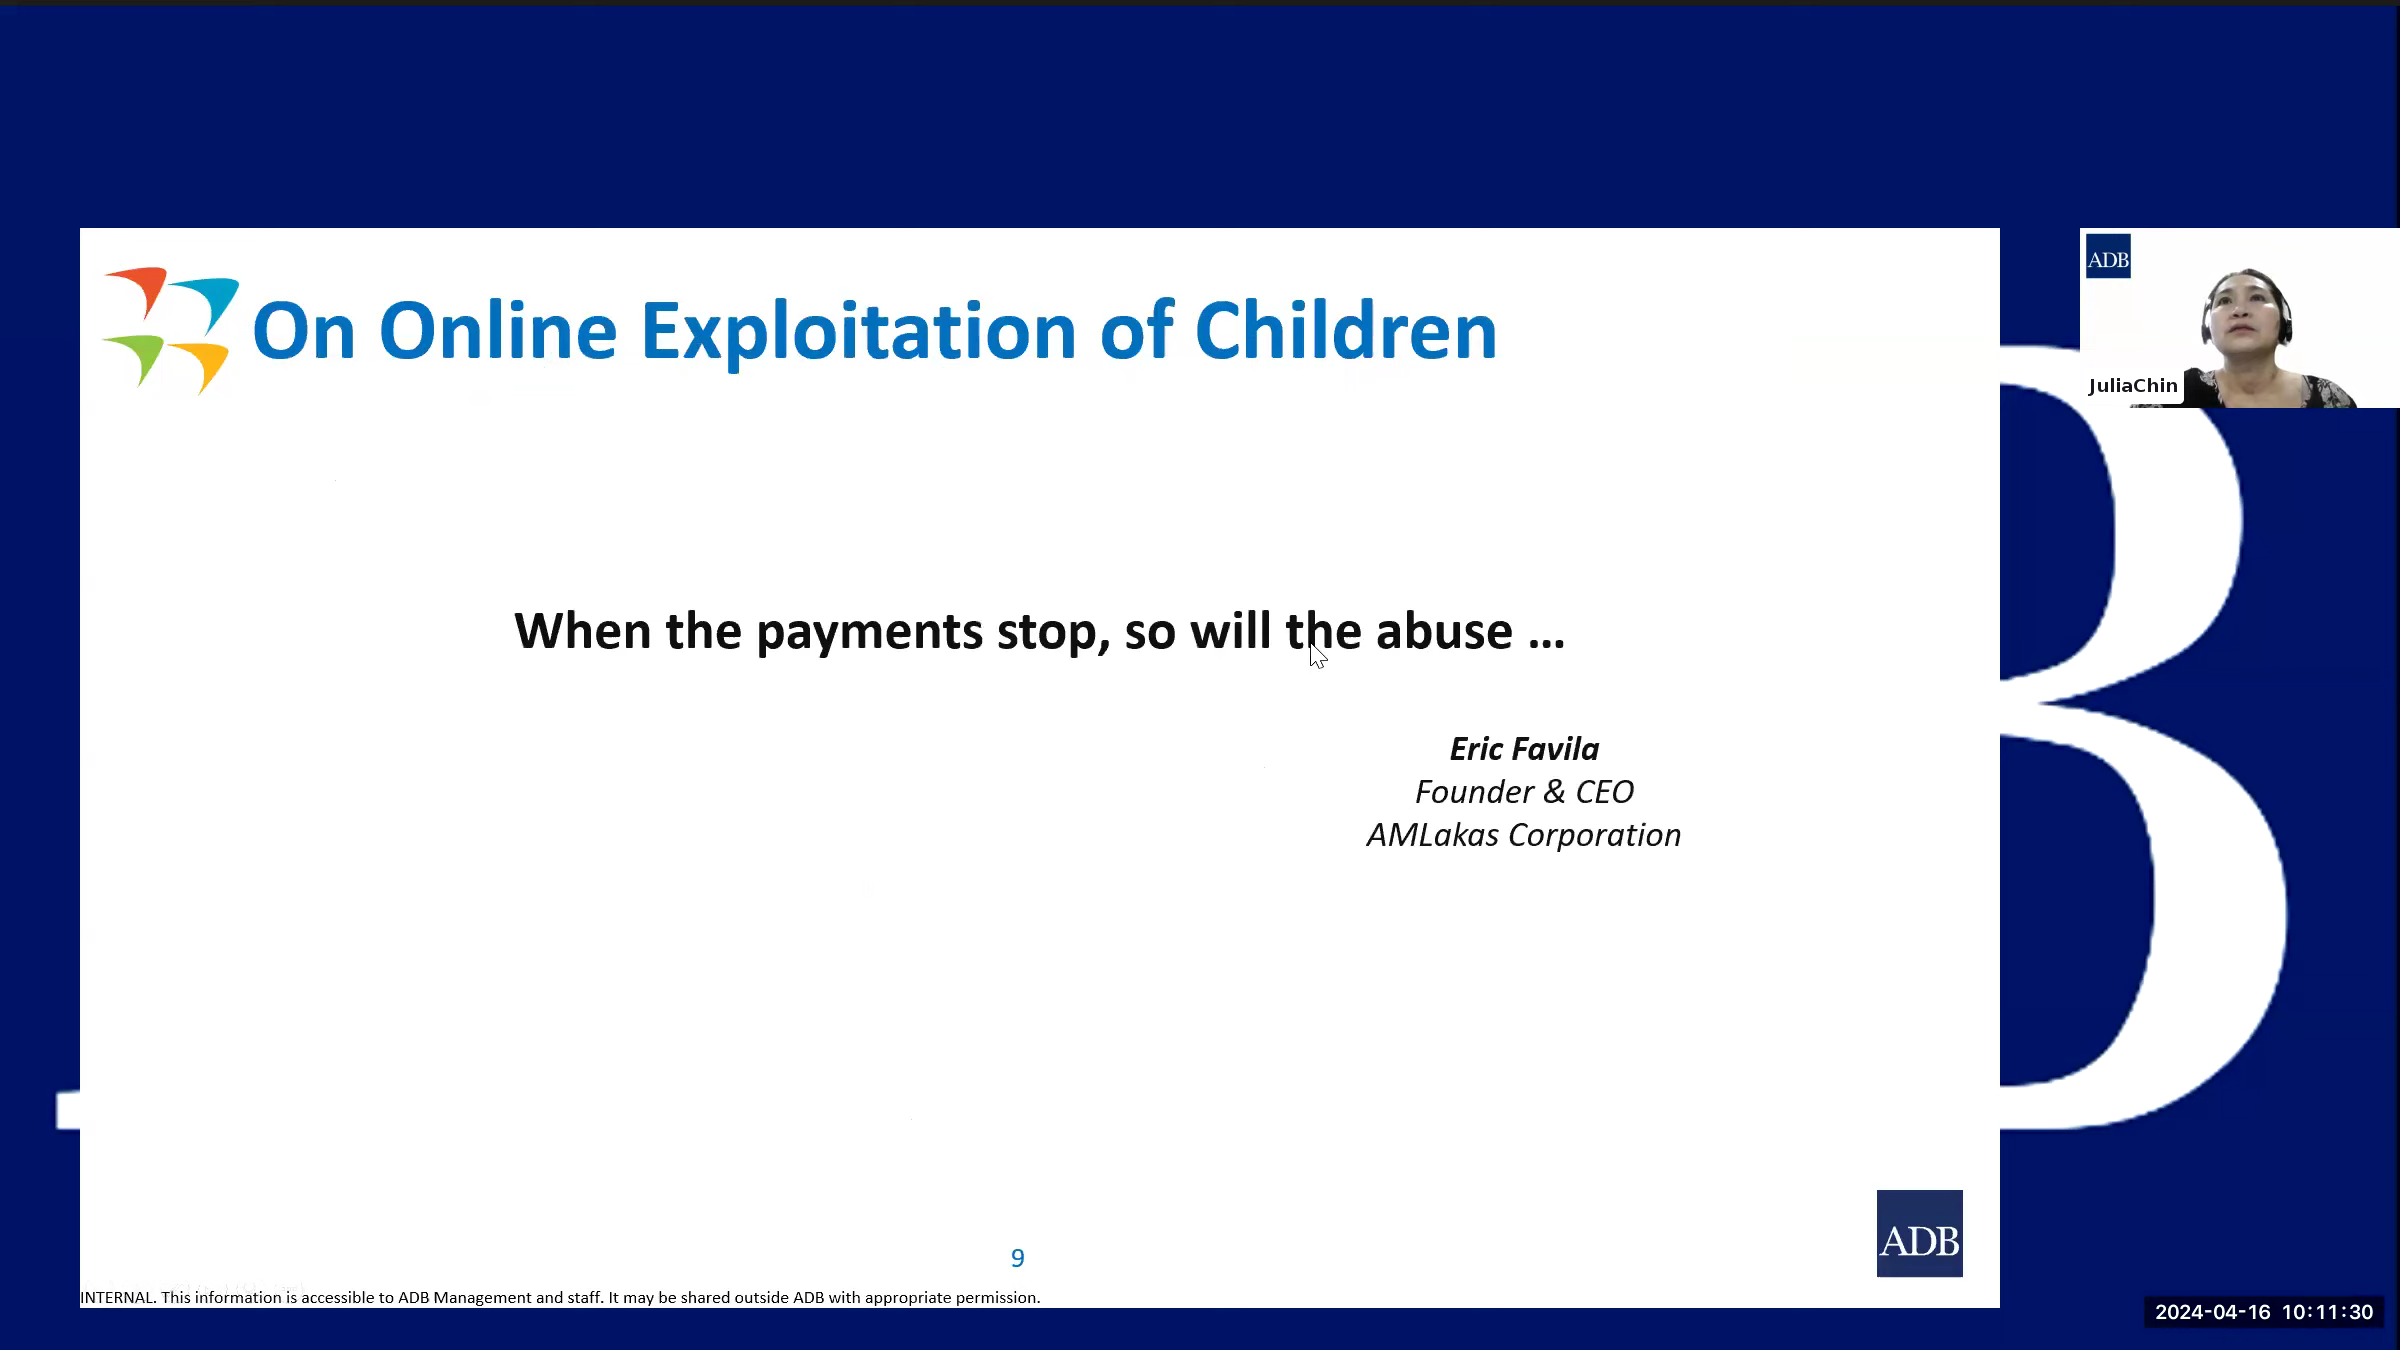 On Online Exploitation of Children
ADB
JuliaChin
When the payments stop, so will the abuse ...
Eric Favila
Founder & CEO
AMLakas Corporation
ADB
9
INTERNAL. This information is accessible to ADB Management and staff. It may be shared outside ADB with appropriate permission.
2024-04-16 10:11:30